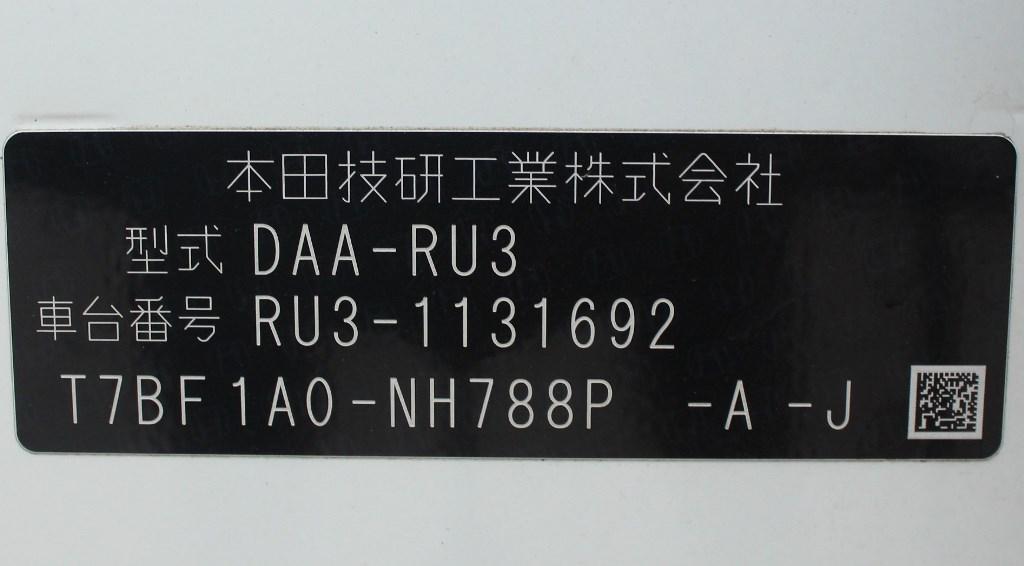 本田技研工業株式会社
型式 DAA-RU3
車台番号 RU3-1131692
T7BF1A0-NH788P -A -J